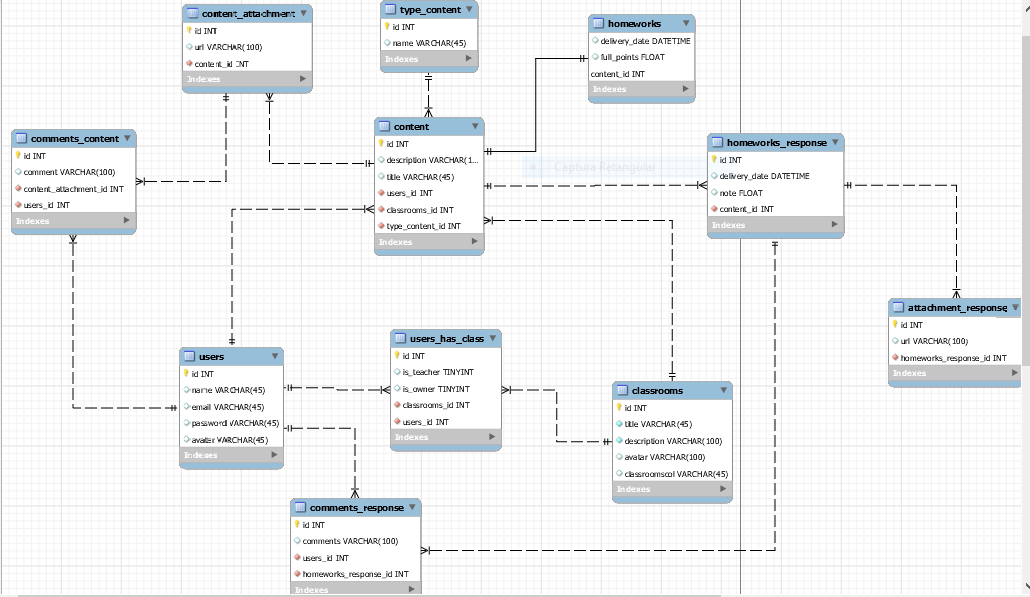 content_attachment
id INT
url VARCHAR(100)
content_id INT
Indexes
type_content
id INT
name VARCHAR(45)
Indexes
homeworks
delivery_date DATETIME
full_points FLOAT
content_id INT
Indexes
comments_content
id INT
comment VARCHAR(100)
content_attachment_id INT
users_id INT
Indexes
content
id INT
description VARCHAR(1...
title VARCHAR(45)
users_id INT
classrooms_id INT
type_content_id INT
Indexes
Captura Retangular
homeworks_response
id INT
delivery_date DATETIME
note FLOAT
content_id INT
Indexes
attachment_response
id INT
url VARCHAR(100)
homeworks_response_id INT
Indexes
users
id INT
name VARCHAR(45)
email VARCHAR(45)
password VARCHAR(45)
avatar VARCHAR(45)
Indexes
users_has_class
id INT
is_teacher TINYINT
is_owner TINYINT
classrooms_id INT
users_id INT
Indexes
classrooms
id INT
title VARCHAR(45)
description VARCHAR(100)
avatar VARCHAR(100)
classroomscol VARCHAR(45)
Indexes
comments_response
id INT
comments VARCHAR(100)
users_id INT
homeworks_response_id INT
Indexes